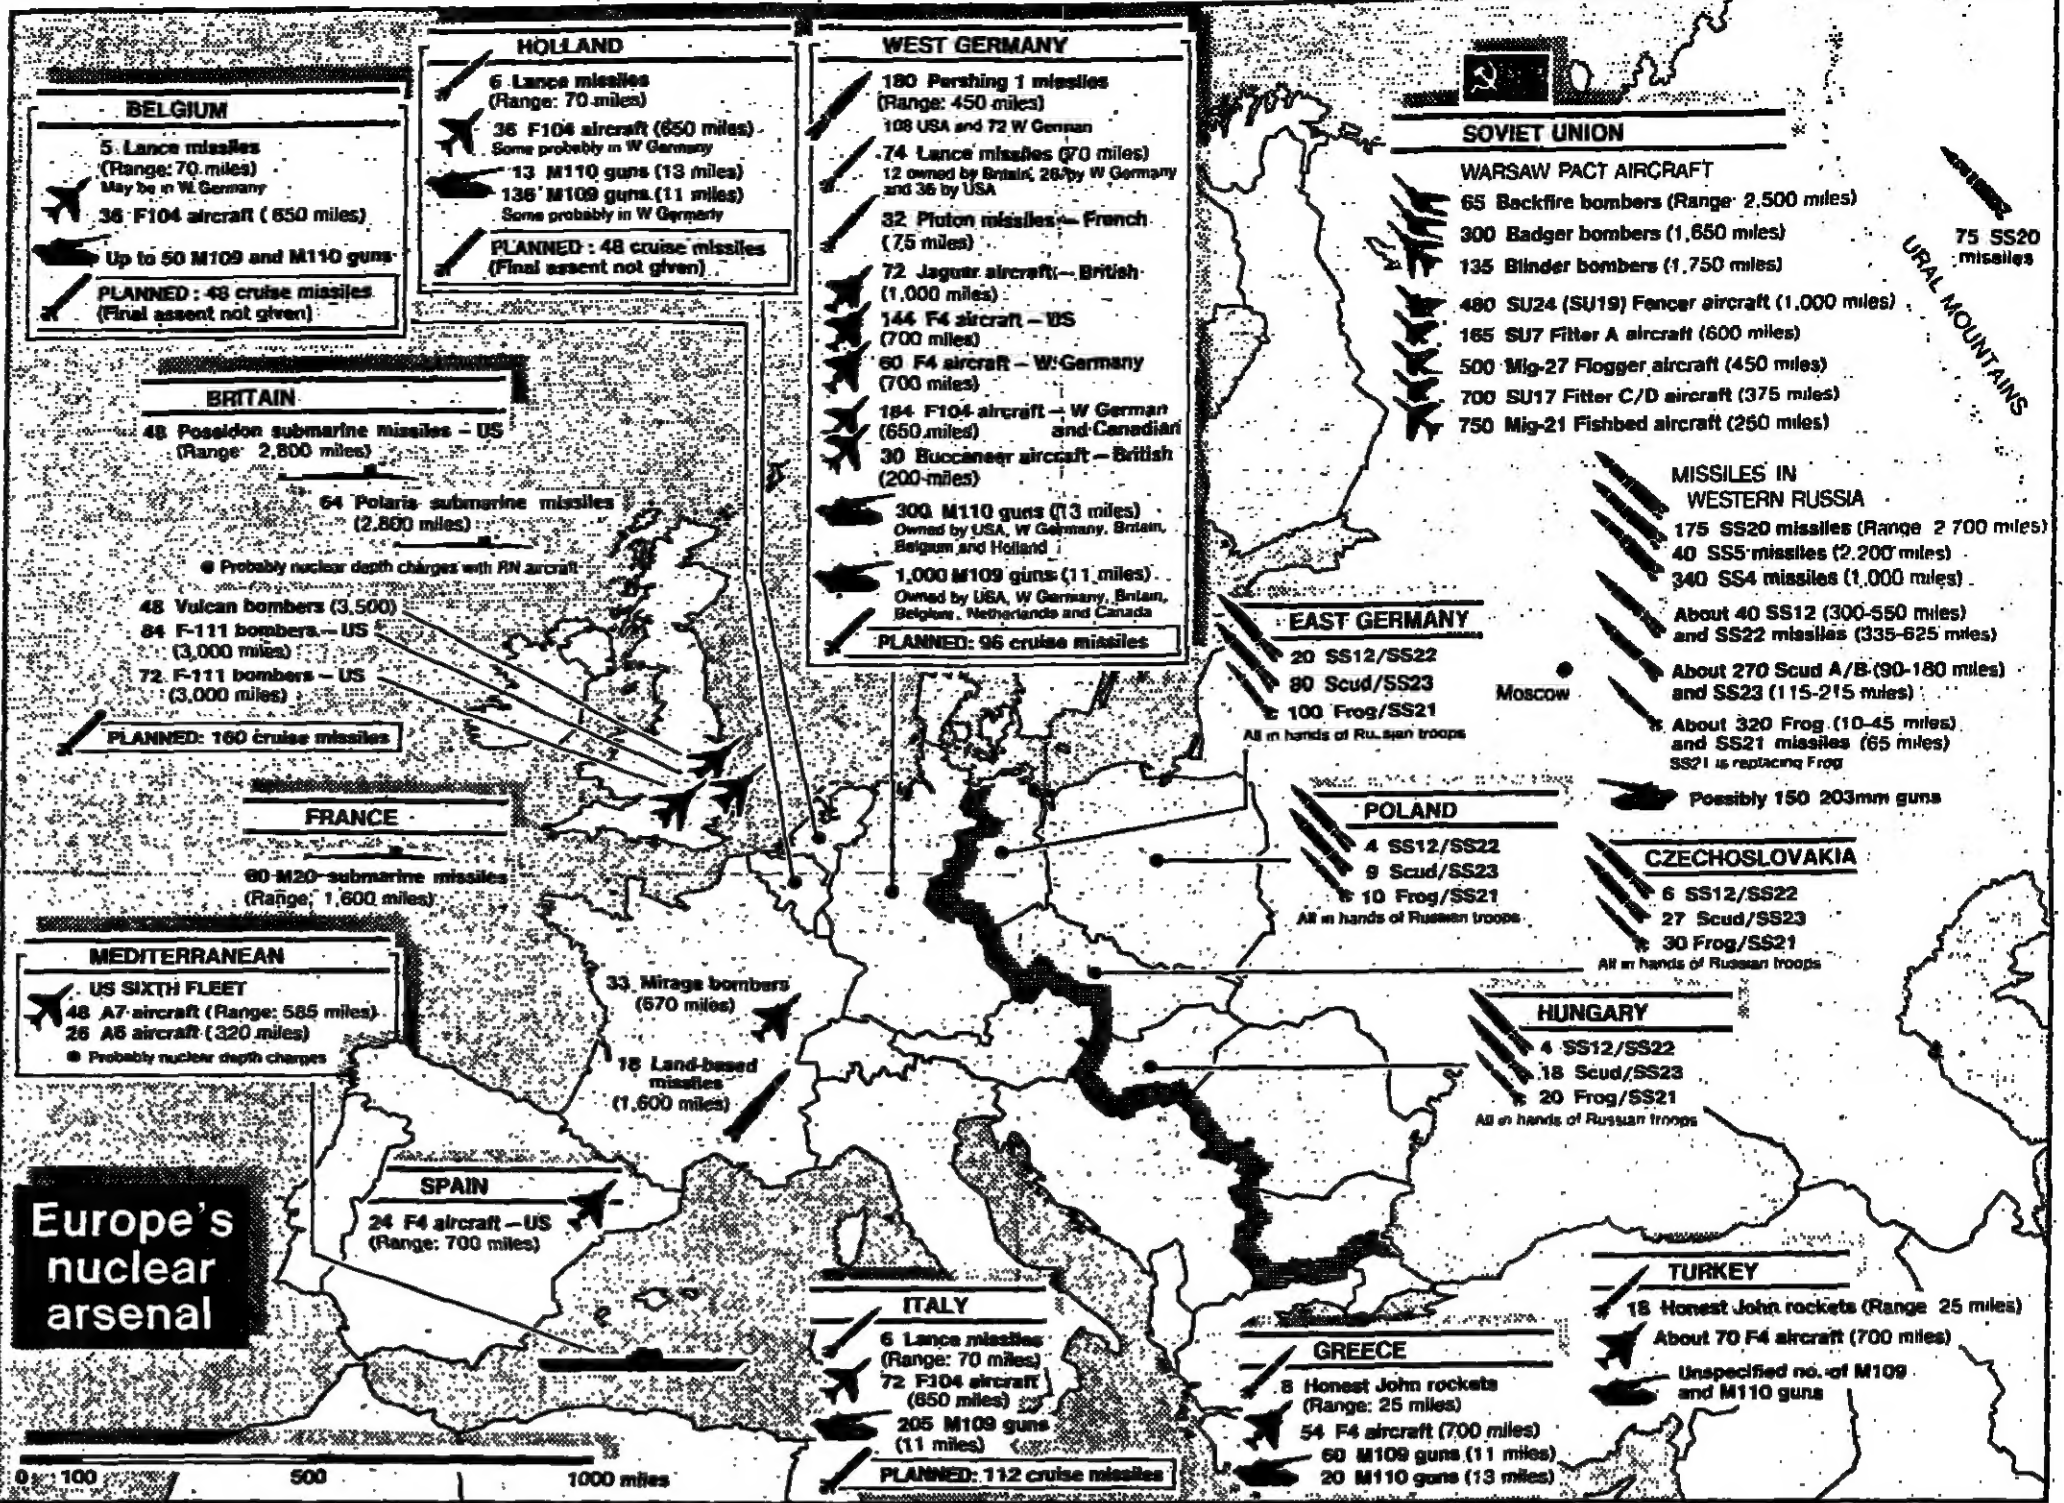 BELGIUM
5 Lance missiles
(Range: 70 miles)
May be in W. Germany
36 F104 aircraft (650 miles)
Up to 50 M109 and M110 guns
PLANNED: 48 cruise missiles
(Final assent not given)
HOLLAND
6 Lance missiles
(Range: 70 miles)
36 F104 aircraft (650 miles)
Some probably in W Germany
13 M110 guns (13 miles)
136 M109 guns (11 miles)
Some probably in W Germany
PLANNED: 48 cruise missiles
(Final assent not given)
WEST GERMANY
180 Pershing 1 missiles
(Range: 450 miles)
108 USA and 72 W German
74 Lance missiles (70 miles)
12 owned by Britain, 26 by W Germany
and 36 by USA
32 Pluton missiles — French
(75 miles)
72 Jaguar aircraft — British
(1,000 miles)
144 F4 aircraft — US
(700 miles)
60 F4 aircraft — W. Germany
(700 miles)
184 F104 aircraft — W German
(650 miles) and Canadian
30 Buccaneer aircraft — British
(200 miles)
300 M110 guns (13 miles)
Owned by USA, W Germany, Britain,
Belgium and Holland
1,000 M109 guns (11 miles)
Owned by USA, W Germany, Britain,
Belgium, Netherlands and Canada
PLANNED: 96 cruise missiles
SOVIET UNION
WARSAW PACT AIRCRAFT
65 Backfire bombers (Range 2.500 miles)
300 Badger bombers (1,650 miles)
135 Blinder bombers (1,750 miles)
480 SU24 (SU19) Fencer aircraft (1,000 miles)
165 SU7 Fitter A aircraft (600 miles)
500 Mig-27 Flogger aircraft (450 miles)
700 SU17 Fitter C/D aircraft (375 miles)
750 Mig-21 Fishbed aircraft (250 miles)
75 SS20
missiles
URAL MOUNTAINS
MISSILES IN
WESTERN RUSSIA
175 SS20 missiles (Range 2 700 miles)
40 SS5 missiles (2,200 miles)
340 SS4 missiles (1,000 miles)
About 40 SS12 (300-550 miles)
and SS22 missiles (335-625 miles)
About 270 Scud A/B (90-180 miles)
and SS23 (115-215 miles)
About 320 Frog (10-45 miles)
and SS21 missiles (65 miles)
SS21 is replacing Frog
Possibly 150 203mm guns
BRITAIN
48 Poseidon submarine missiles — US
(Range 2,800 miles)
64 Polaris submarine missiles
(2,800 miles)
● Probably nuclear depth charges with RN aircraft
48 Vulcan bombers (3,500)
84 F-111 bombers — US
(3,000 miles)
72 F-111 bombers — US
(3,000 miles)
PLANNED: 160 cruise missiles
EAST GERMANY
20 SS12/SS22
80 Scud/SS23
100 Frog/SS21
All in hands of Russian troops
Moscow
FRANCE
80 M20 submarine missiles
(Range; 1,600 miles)
33 Mirage bombers
(670 miles)
18 Land-based
missiles
(1,600 miles)
POLAND
4 SS12/SS22
9 Scud/SS23
10 Frog/SS21
All in hands of Russian troops
CZECHOSLOVAKIA
6 SS12/SS22
27 Scud/SS23
30 Frog/SS21
All in hands of Russian troops
MEDITERRANEAN
US SIXTH FLEET
48 A7 aircraft (Range: 585 miles)
26 A6 aircraft (320 miles)
● Probably nuclear depth charges
HUNGARY
4 SS12/SS22
18 Scud/SS23
20 Frog/SS21
All in hands of Russian troops
SPAIN
24 F4 aircraft — US
(Range: 700 miles)
Europe's
nuclear
arsenal
ITALY
6 Lance missiles
(Range: 70 miles)
72 F104 aircraft
(650 miles)
205 M109 guns
(11 miles)
PLANNED: 112 cruise missiles
GREECE
8 Honest John rockets
(Range: 25 miles)
54 F4 aircraft (700 miles)
60 M109 guns (11 miles)
20 M110 guns (13 miles)
TURKEY
18 Honest John rockets (Range 25 miles)
About 70 F4 aircraft (700 miles)
Unspecified no. of M109
and M110 guns
0 100 500 1000 miles